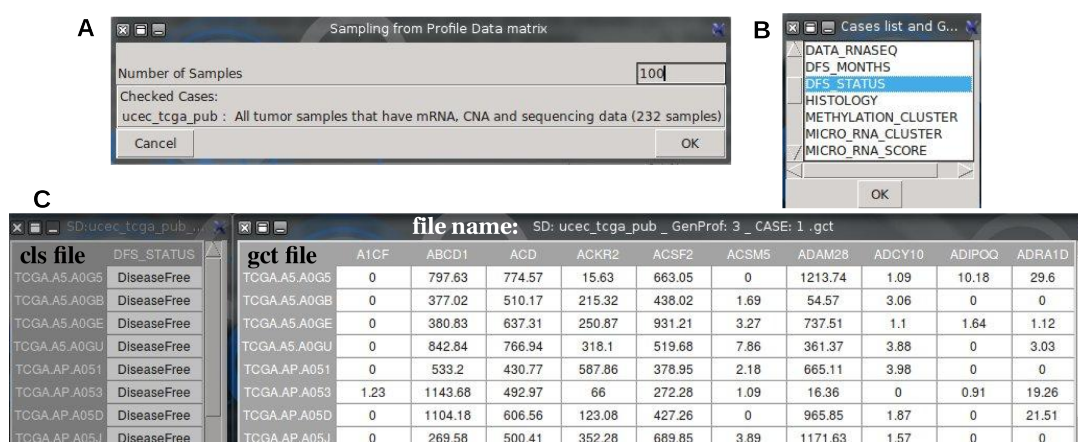 A
Sampling from Profile Data matrix
Number of Samples 100
Checked Cases:
ucec_tcga_pub : All tumor samples that have mRNA, CNA and sequencing data (232 samples)
Cancel OK
B
Cases list and G...
DATA_RNASEQ
DFS_MONTHS
DFS_STATUS
HISTOLOGY
METHYLATION_CLUSTER
MICRO_RNA_CLUSTER
MICRO_RNA_SCORE
OK
C
SD:ucec_tcga_pub_...
cls file DFS_STATUS
TCGA.A5.A0G5 DiseaseFree
TCGA.A5.A0GB DiseaseFree
TCGA.A5.A0GE DiseaseFree
TCGA.A5.A0GU DiseaseFree
TCGA.AP.A051 DiseaseFree
TCGA.AP.A053 DiseaseFree
TCGA.AP.A05D DiseaseFree
TCGA.AP.A05J DiseaseFree
file name: SD: ucec_tcga_pub _ GenProf: 3 _ CASE: 1 .gct
gct file A1CF ABCD1 ACD ACKR2 ACSF2 ACSM5 ADAM28 ADCY10 ADIPOQ ADRA1D
TCGA.A5.A0G5 0 797.63 774.57 15.63 663.05 0 1213.74 1.09 10.18 29.6
TCGA.A5.A0GB 0 377.02 510.17 215.32 438.02 1.69 54.57 3.06 0 0
TCGA.A5.A0GE 0 380.83 637.31 250.87 931.21 3.27 737.51 1.1 1.64 1.12
TCGA.A5.A0GU 0 842.84 766.94 318.1 519.68 7.86 361.37 3.88 0 3.03
TCGA.AP.A051 0 533.2 430.77 587.86 378.95 2.18 665.11 3.98 0 0
TCGA.AP.A053 1.23 1143.68 492.97 66 272.28 1.09 16.36 0 0.91 19.26
TCGA.AP.A05D 0 1104.18 606.56 123.08 427.26 0 965.85 1.87 0 21.51
TCGA.AP.A05J 0 269.58 500.41 352.28 689.85 3.89 1171.63 1.57 0 0